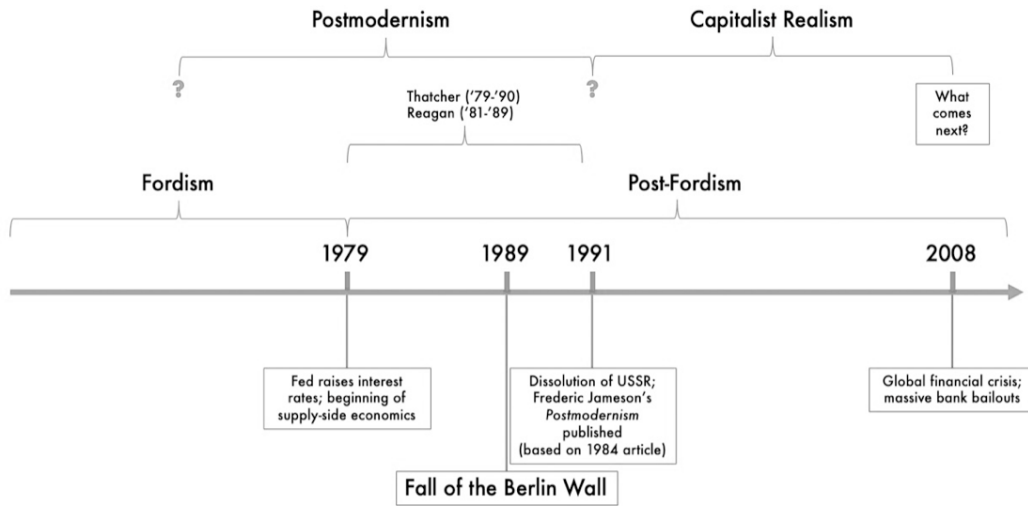 Postmodernism
Capitalist Realism
?
?
Thatcher ('79-'90)
Reagan ('81-'89)
What
comes
next?
Fordism
Post-Fordism
1979
1989
1991
2008
Fed raises interest
rates; beginning of
supply-side economics
Dissolution of USSR;
Frederic Jameson's
Postmodernism
published
(based on 1984 article)
Global financial crisis;
massive bank bailouts
Fall of the Berlin Wall